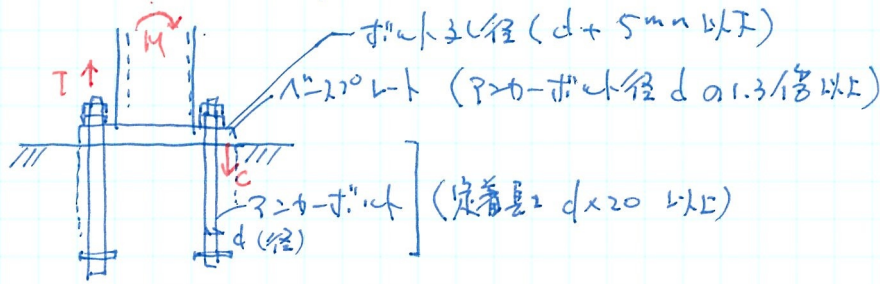 ボルト孔径(d+5mm以下)
M
T
ベースプレート (アンカーボルト径dの1.3倍以上)
C
アンカーボルト (定着長さd×20 以上)
d(径)